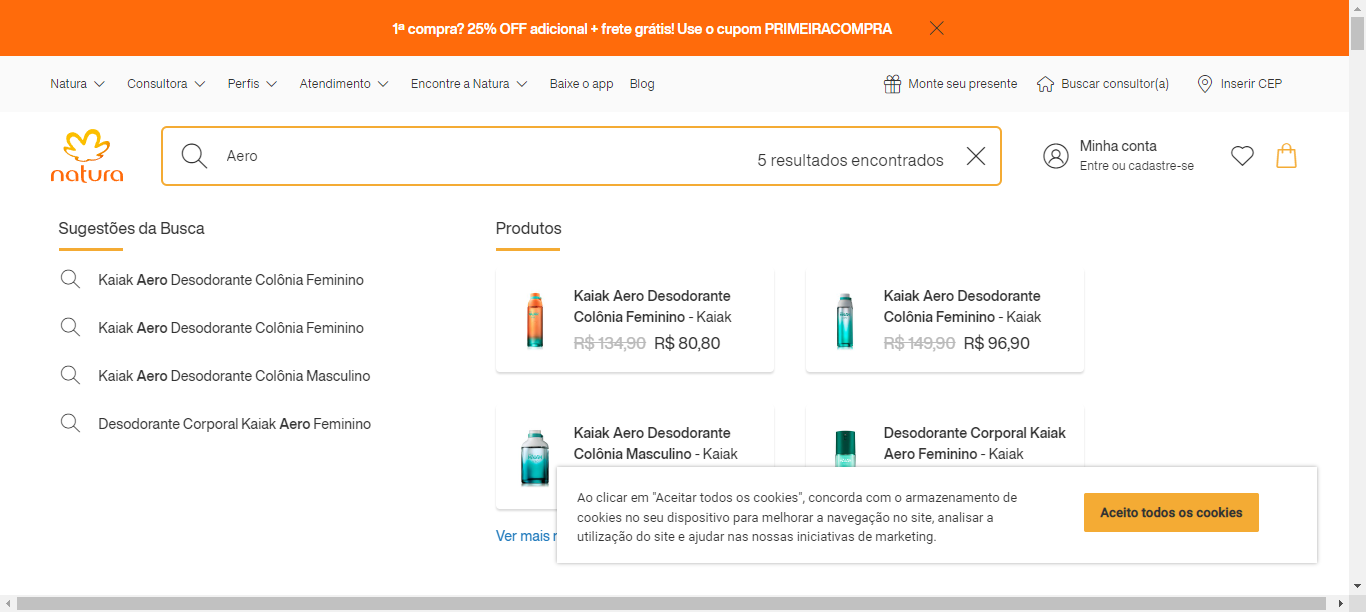 1ª compra? 25% OFF adicional + frete grátis! Use o cupom PRIMEIRACOMPRA
Natura
Consultora
Perfis
Atendimento
Encontre a Natura
Baixe o app
Blog
Monte seu presente
Buscar consultor(a)
Inserir CEP
natura
Aero
5 resultados encontrados
Minha conta
Entre ou cadastre-se
Sugestões da Busca
Kaiak Aero Desodorante Colônia Feminino
Kaiak Aero Desodorante Colônia Feminino
Kaiak Aero Desodorante Colônia Masculino
Desodorante Corporal Kaiak Aero Feminino
Produtos
Kaiak Aero Desodorante
Colônia Feminino - Kaiak
R$ 134,90 R$ 80,80
Kaiak Aero Desodorante
Colônia Feminino - Kaiak
R$ 149,90 R$ 96,90
Kaiak Aero Desodorante
Colônia Masculino - Kaiak
Desodorante Corporal Kaiak
Aero Feminino - Kaiak
Ver mais
Ao clicar em "Aceitar todos os cookies", concorda com o armazenamento de
cookies no seu dispositivo para melhorar a navegação no site, analisar a
utilização do site e ajudar nas nossas iniciativas de marketing.
Aceito todos os cookies